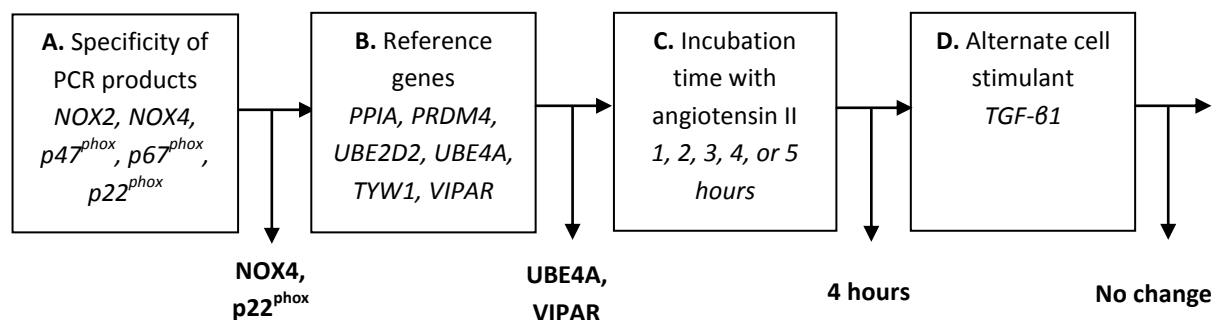 A. Specificity of
PCR products
NOX2, NOX4,
p47phox, p67phox,
p22phox
B. Reference
genes
PPIA, PRDM4,
UBE2D2, UBE4A,
TYW1, VIPAR
C. Incubation
time with
angiotensin II
1, 2, 3, 4, or 5
hours
D. Alternate cell
stimulant
TGF-β1
NOX4,
p22phox
UBE4A,
VIPAR
4 hours
No change